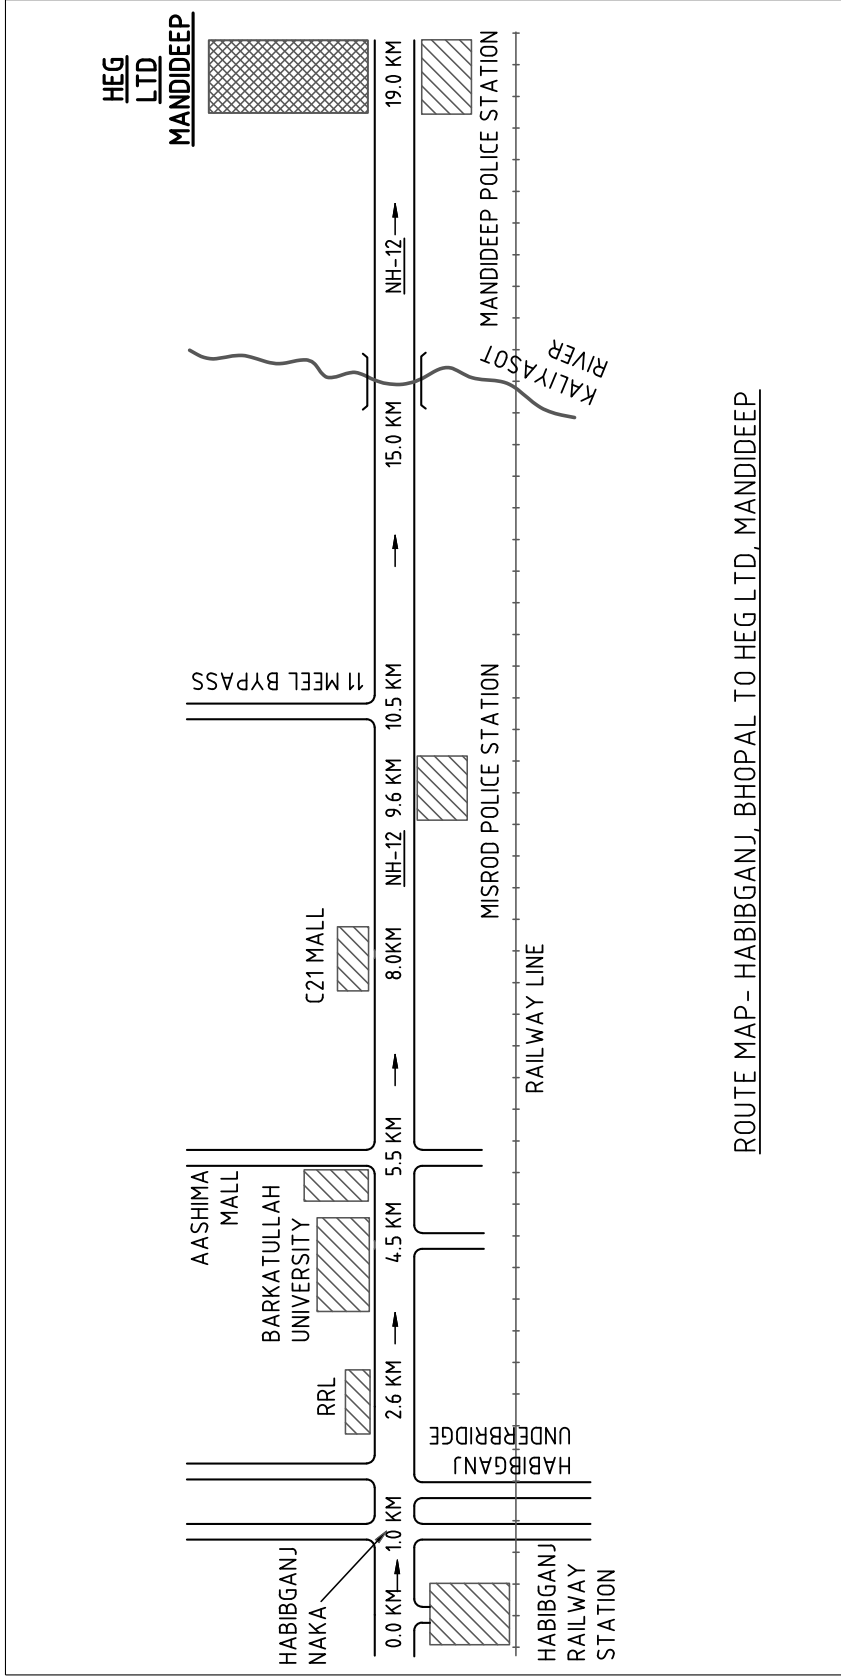 HEG
LTD
MANDIDEEP
19.0 KM
MANDIDEEP POLICE STATION
NH-12
KALIYASOT
RIVER
15.0 KM
11 MEEL BYPASS
10.5 KM
9.6 KM
MISROD POLICE STATION
NH-12
C21 MALL
8.0KM
RAILWAY LINE
5.5 KM
AASHIMA
MALL
4.5 KM
BARKATULLAH
UNIVERSITY
RRL
2.6 KM
HABIBGANJ
UNDERBRIDGE
1.0 KM
HABIBGANJ
NAKA
0.0 KM
HABIBGANJ
RAILWAY
STATION
ROUTE MAP- HABIBGANJ, BHOPAL TO HEG LTD, MANDIDEEP